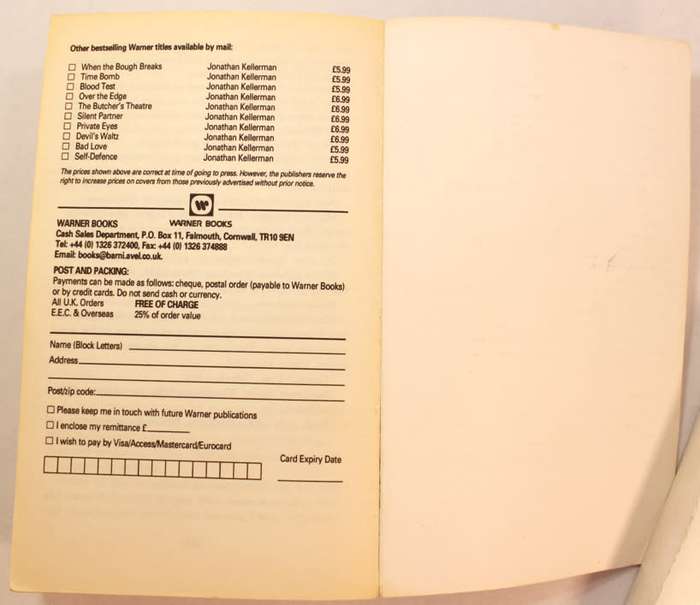 Other bestselling Warner titles available by mail:
☐ When the Bough Breaks Jonathan Kellerman £5.99
☐ Time Bomb Jonathan Kellerman £5.99
☐ Blood Test Jonathan Kellerman £5.99
☐ Over the Edge Jonathan Kellerman £6.99
☐ The Butcher's Theatre Jonathan Kellerman £6.99
☐ Silent Partner Jonathan Kellerman £6.99
☐ Private Eyes Jonathan Kellerman £6.99
☐ Devil's Waltz Jonathan Kellerman £6.99
☐ Bad Love Jonathan Kellerman £5.99
☐ Self-Defence Jonathan Kellerman £5.99
The prices shown above are correct at time of going to press. However, the publishers reserve the
right to increase prices on covers from those previously advertised without prior notice.
W
WARNER BOOKS WARNER BOOKS
Cash Sales Department, P.O. Box 11, Falmouth, Cornwall, TR10 9EN
Tel: +44 (0) 1326 372400, Fax: +44 (0) 1326 374888
Email: books@barni.avel.co.uk.
POST AND PACKING:
Payments can be made as follows: cheque, postal order (payable to Warner Books)
or by credit cards. Do not send cash or currency.
All U.K. Orders FREE OF CHARGE
E.E.C. & Overseas 25% of order value
Name (Block Letters)
Address
Post/zip code:
☐ Please keep me in touch with future Warner publications
☐ I enclose my remittance £
☐ I wish to pay by Visa/Access/Mastercard/Eurocard
Card Expiry Date